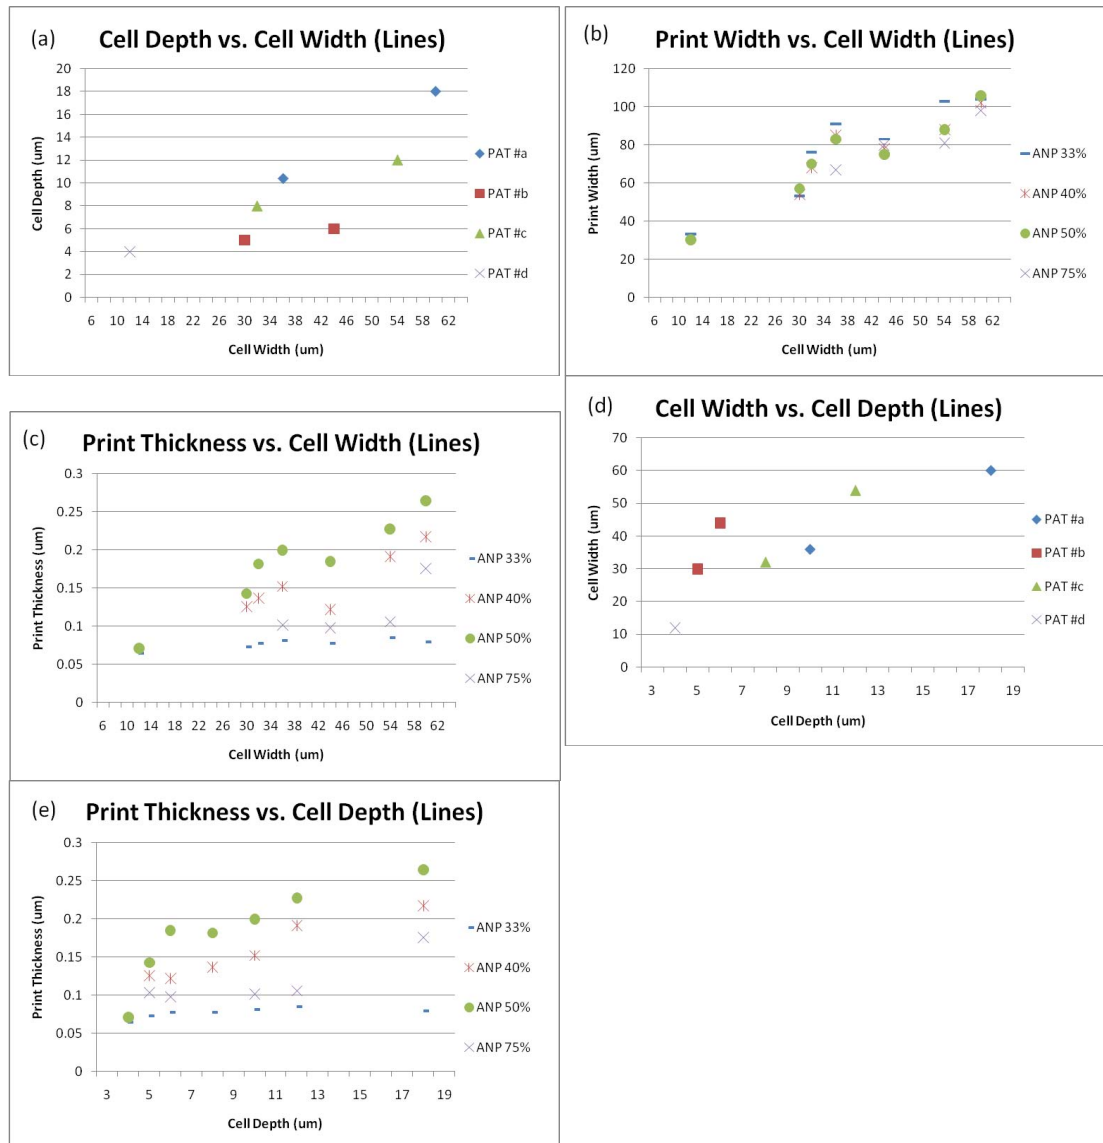 (a)
Cell Depth vs. Cell Width (Lines)
20
18
16
14
12
10
8
6
4
2
0
Cell Depth (um)
6 10 14 18 22 26 30 34 38 42 46 50 54 58 62
Cell Width (um)
PAT #a
PAT #b
PAT #c
PAT #d
(b)
Print Width vs. Cell Width (Lines)
120
100
80
60
40
20
0
Print Width (um)
6 10 14 18 22 26 30 34 38 42 46 50 54 58 62
Cell Width (um)
ANP 33%
ANP 40%
ANP 50%
ANP 75%
(c)
Print Thickness vs. Cell Width (Lines)
0.3
0.25
0.2
0.15
0.1
0.05
0
Print Thickness (um)
6 10 14 18 22 26 30 34 38 42 46 50 54 58 62
Cell Width (um)
ANP 33%
ANP 40%
ANP 50%
ANP 75%
(d)
Cell Width vs. Cell Depth (Lines)
70
60
50
40
30
20
10
0
Cell Width (um)
3 5 7 9 11 13 15 17 19
Cell Depth (um)
PAT #a
PAT #b
PAT #c
PAT #d
(e)
Print Thickness vs. Cell Depth (Lines)
0.3
0.25
0.2
0.15
0.1
0.05
0
Print Thickness (um)
3 5 7 9 11 13 15 17 19
Cell Depth (um)
ANP 33%
ANP 40%
ANP 50%
ANP 75%